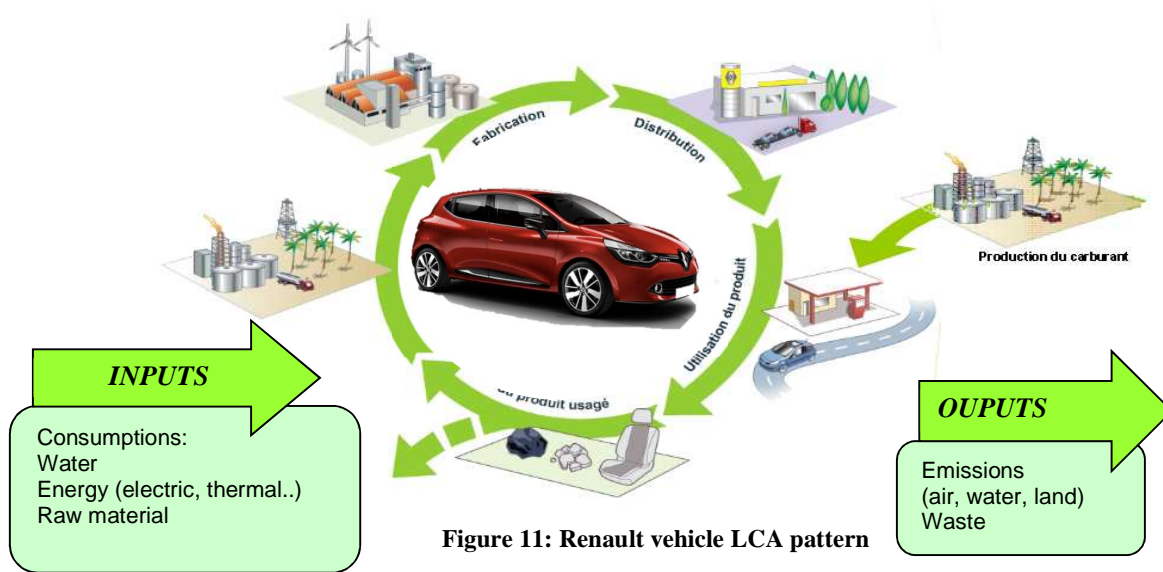 Fabrication
Distribution
Production du carburant
Utilisation du produit
du produit usagé
INPUTS
Consumptions:
Water
Energy (electric, thermal..)
Raw material
OUPUTS
Emissions
(air, water, land)
Waste
Figure 11: Renault vehicle LCA pattern